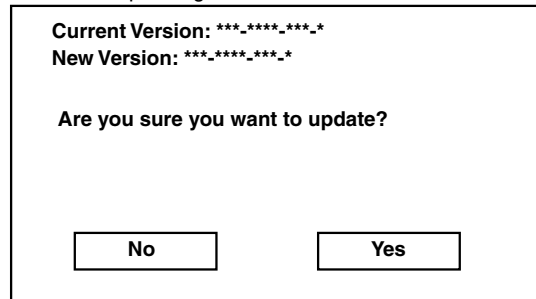 Current Version: ***-****-***-*
New Version: ***-****-***-*
Are you sure you want to update?
No Yes